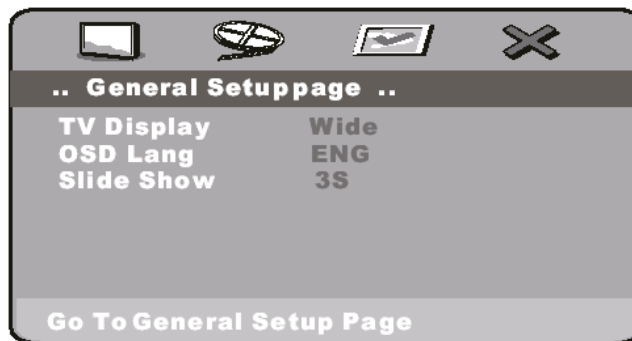 .. General Setuppage ..
TV Display Wide
OSD Lang ENG
Slide Show 3S
Go To General Setup Page